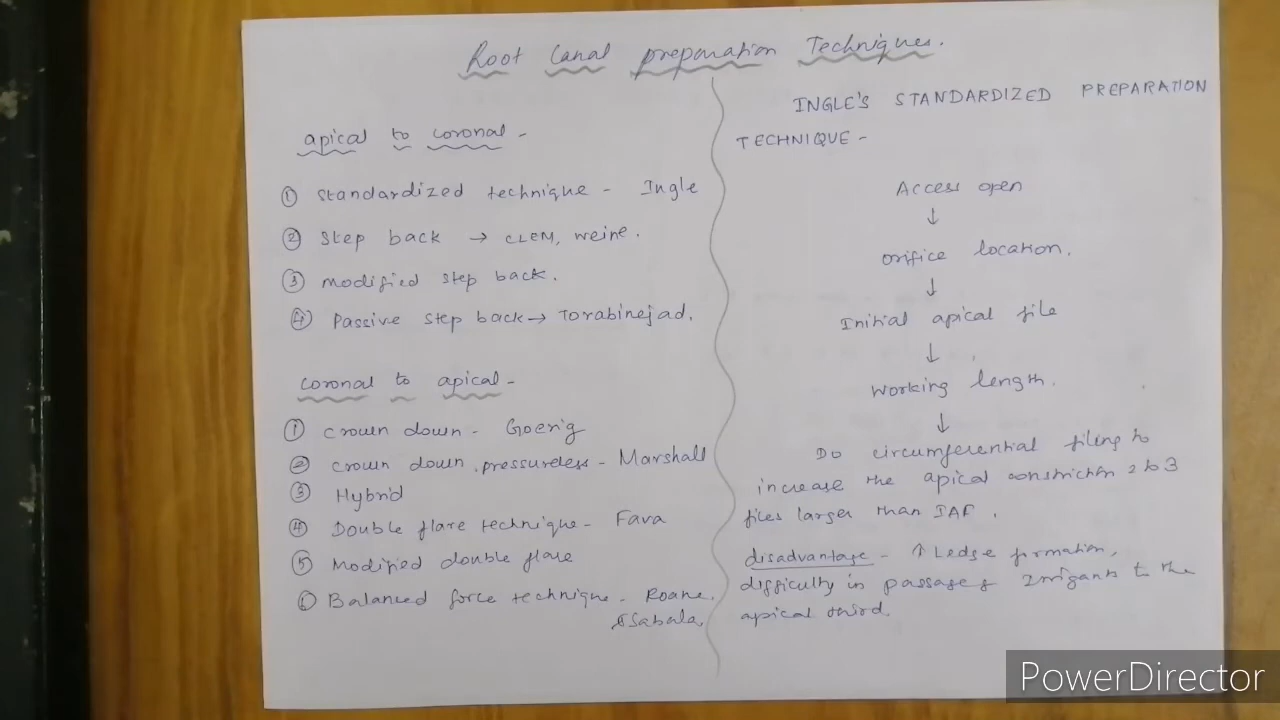 Root Canal preparation Techniques.
apical to coronal -
① Standardized technique - Ingle
② Step back → CLEM, weine.
③ Modified step back.
④ Passive step back → Torabinejad.
coronal to apical -
① Crown down - Goerig
② Crown down, pressureless - Marshall
③ Hybrid
④ Double flare technique - Fava
⑤ Modified double flare
⑥ Balanced force technique - Roane.
& Sabala
INGLE'S STANDARDIZED PREPARATION
TECHNIQUE -
Access open
↓
orifice location.
↓
Initial apical file
↓
Working length.
↓
Do circumferential filing to
increase the apical constriction 2 to 3
files larger than IAF.
disadvantage - ↑ Ledge formation,
difficulty in passage of irrigants to the
apical third.
PowerDirector